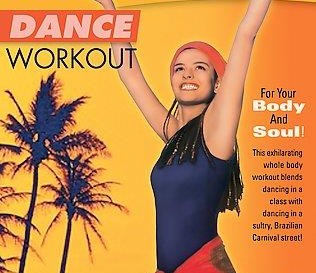 DANCE
WORKOUT
For Your
Body
And
Soul!
This exhilarating
whole body
workout blends
dancing in a
class with
dancing in a
sultry, Brazilian
Carnival street!